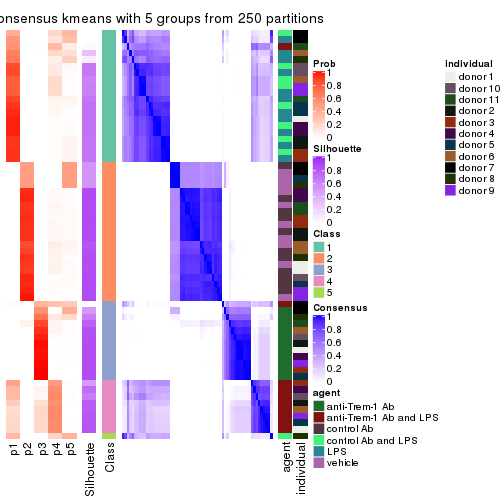 onsensus kmeans with 5 groups from 250 partitions
Prob
1
0.8
0.6
0.4
0.2
0
Silhouette
1
0.8
0.6
0.4
0.2
0
Class
1
2
3
4
5
Consensus
1
0.8
0.6
0.4
0.2
0
agent
anti-Trem-1 Ab
anti-Trem-1 Ab and LPS
control Ab
control Ab and LPS
LPS
vehicle
individual
donor 1
donor 10
donor 11
donor 2
donor 3
donor 4
donor 5
donor 6
donor 7
donor 8
donor 9
p1
p2
p3
p4
p5
Silhouette
Class
agent
individual